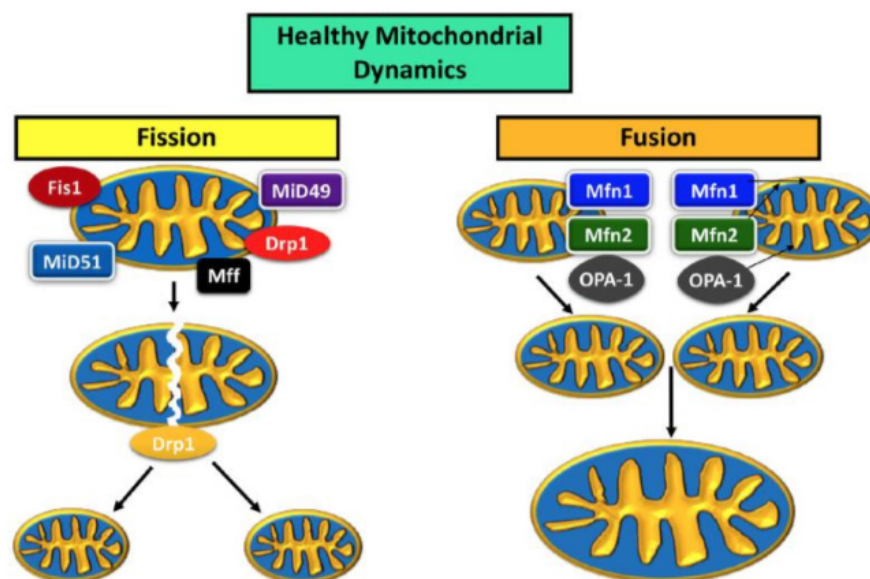 Healthy Mitochondrial
Dynamics
Fission
Fusion
Fis1
MiD49
Drp1
MiD51
Mff
Drp1
Mfn1
Mfn1
Mfn2
Mfn2
OPA-1
OPA-1